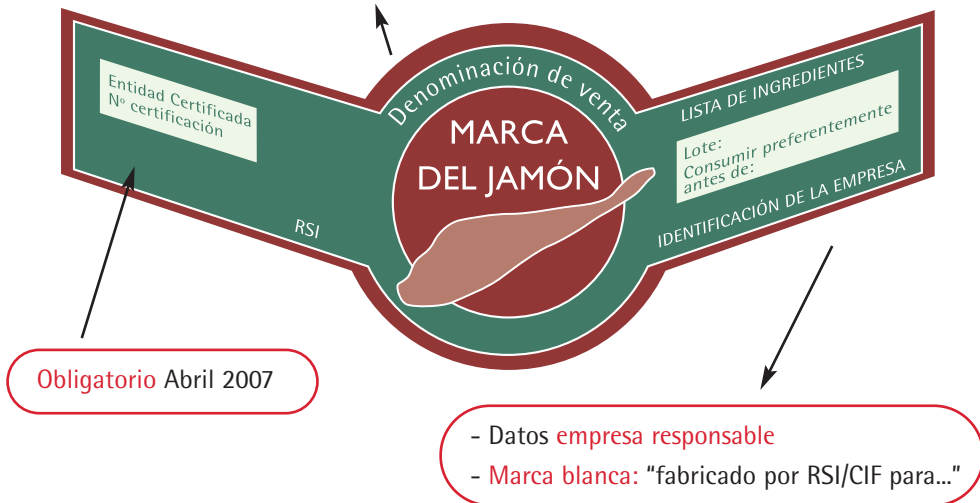 Entidad Certificada
Nº certificación
RSI
Denominación de venta
MARCA
DEL JAMÓN
LISTA DE INGREDIENTES
Lote:
Consumir preferentemente
antes de:
IDENTIFICACIÓN DE LA EMPRESA
Obligatorio Abril 2007
- Datos empresa responsable
- Marca blanca: “fabricado por RSI/CIF para...”